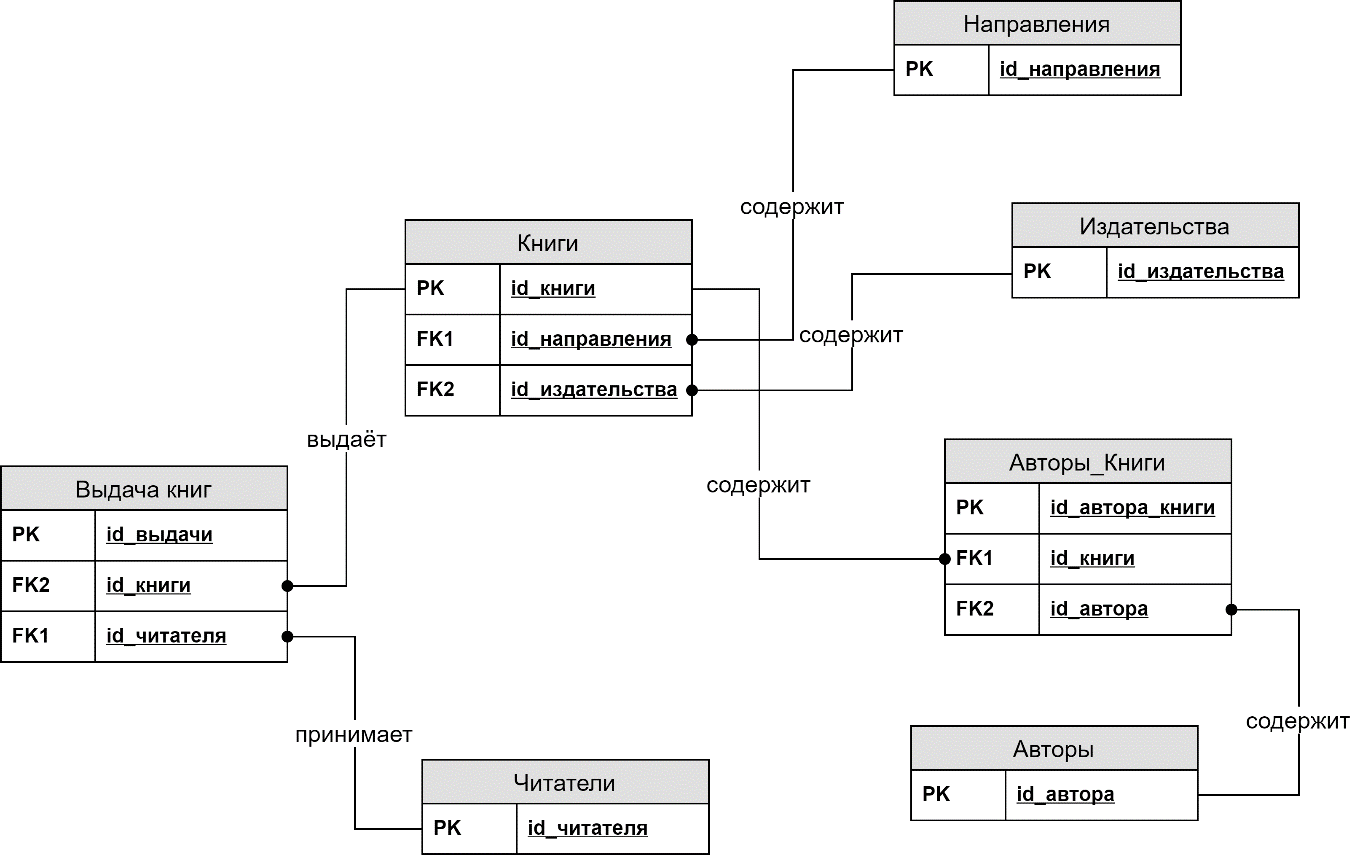 Направления
PK id_направления
содержит
Издательства
PK id_издательства
содержит
Книги
PK id_книги
FK1 id_направления
FK2 id_издательства
выдаёт
содержит
Авторы_Книги
PK id_автора_книги
FK1 id_книги
FK2 id_автора
Выдача книг
PK id_выдачи
FK2 id_книги
FK1 id_читателя
принимает
содержит
Авторы
PK id_автора
Читатели
PK id_читателя